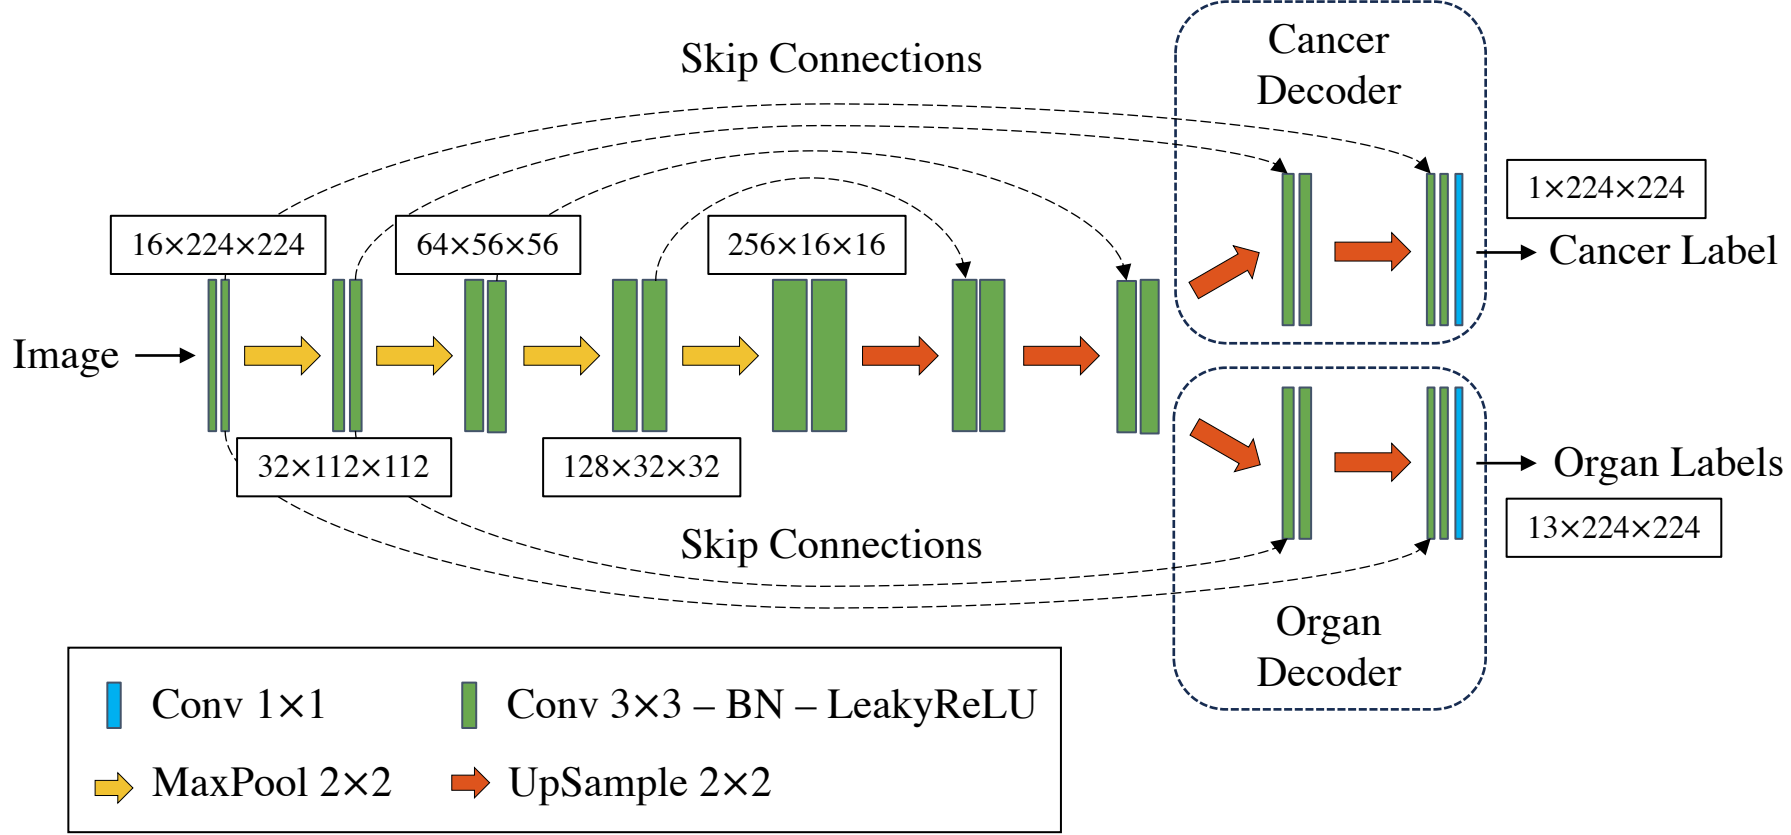 Cancer
Decoder
Skip Connections
1×224×224
16×224×224
64×56×56
256×16×16
Cancer Label
Image
32×112×112
128×32×32
Organ Labels
13×224×224
Skip Connections
Organ
Decoder
Conv 1×1
Conv 3×3 – BN – LeakyReLU
MaxPool 2×2
UpSample 2×2